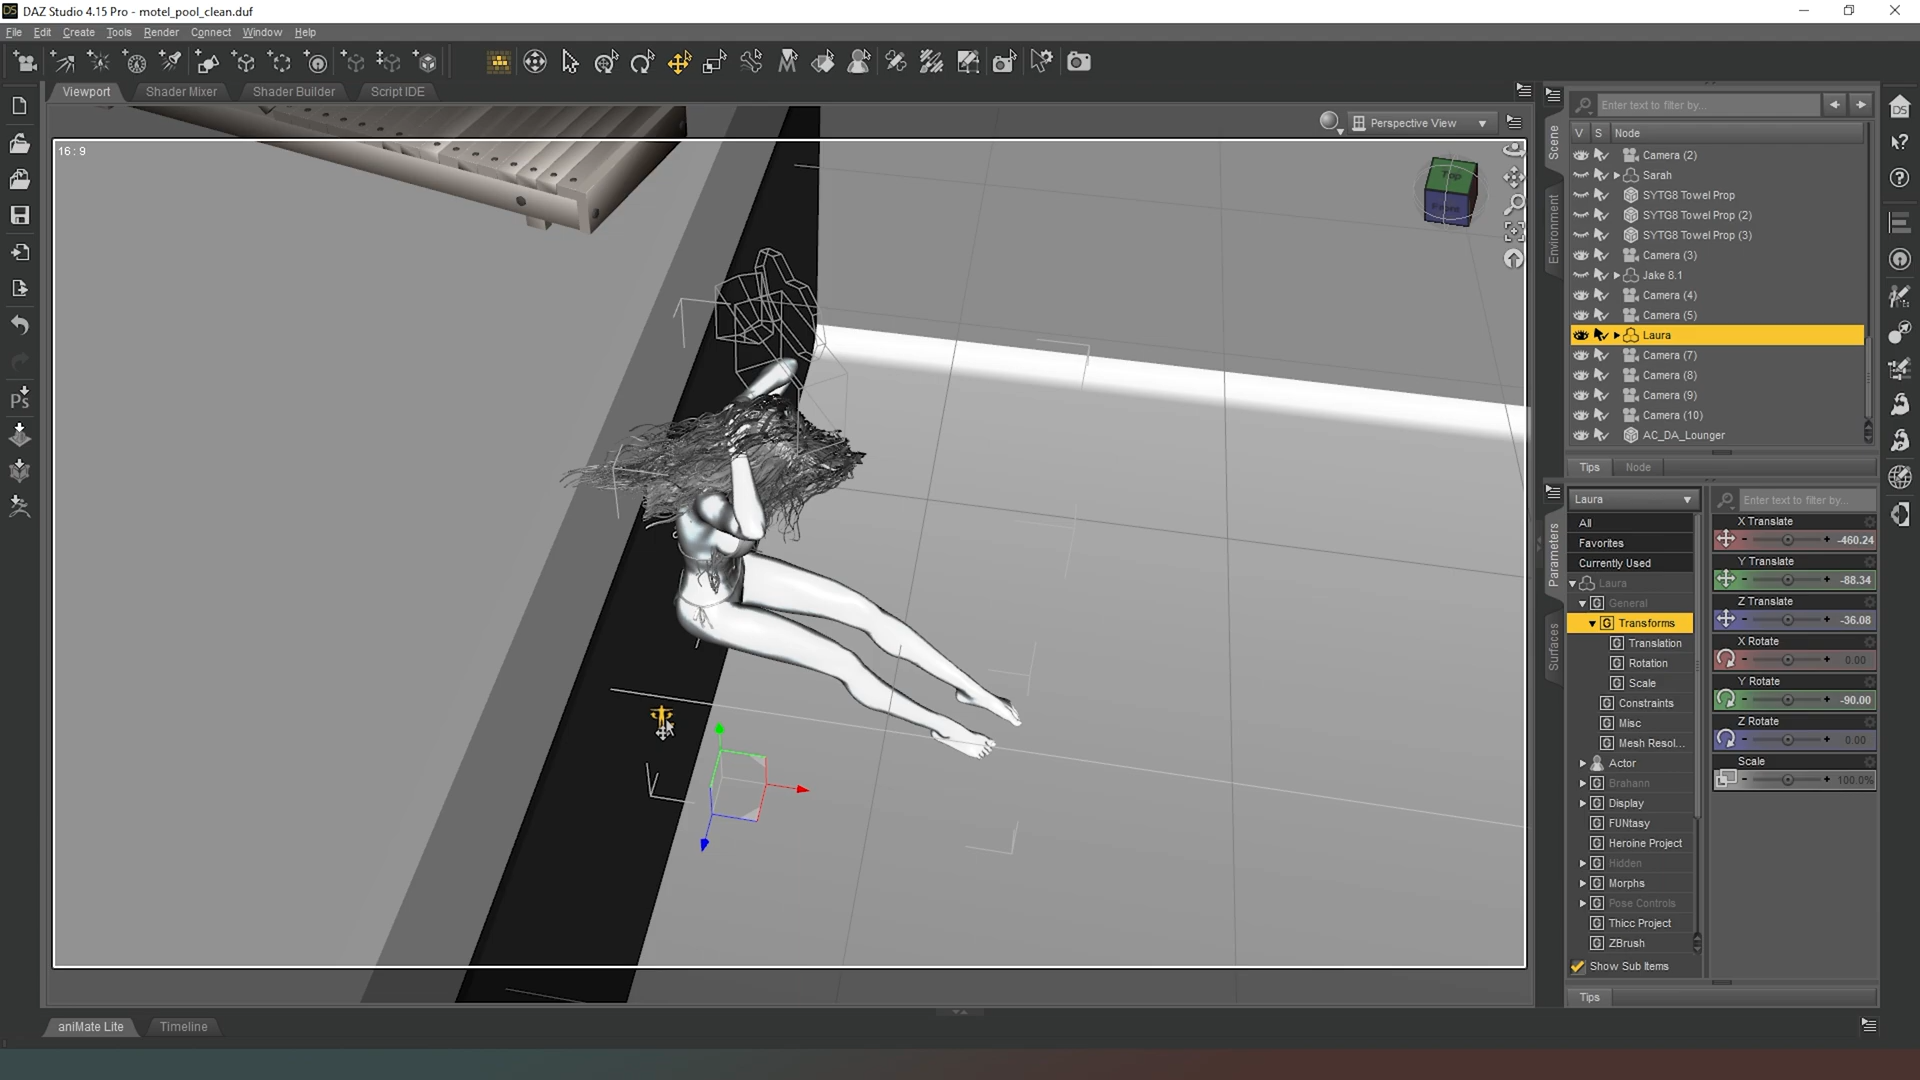 DAZ Studio 4.15 Pro - motel_pool_clean.duf
File Edit Create Tools Render Connect Window Help
Viewport Shader Mixer Shader Builder Script IDE
16 : 9
Perspective View
Top
Front
Scene
Environment
Enter text to filter by...
V S Node
Camera (2)
Sarah
SYTG8 Towel Prop
SYTG8 Towel Prop (2)
SYTG8 Towel Prop (3)
Camera (3)
Jake 8.1
Camera (4)
Camera (5)
Laura
Camera (7)
Camera (8)
Camera (9)
Camera (10)
AC_DA_Lounger
Tips Node
Parameters
Surfaces
Laura
All
Favorites
Currently Used
Laura
General
Transforms
Translation
Rotation
Scale
Constraints
Misc
Mesh Resol...
Actor
Brahann
Display
FUNtasy
Heroine Project
Hidden
Morphs
Pose Controls
Thicc Project
ZBrush
Show Sub Items
Tips
Enter text to filter by...
X Translate
-460.24
Y Translate
-88.34
Z Translate
-36.08
X Rotate
0.00
Y Rotate
-90.00
Z Rotate
0.00
Scale
100.0%
aniMate Lite Timeline
DS
Ps